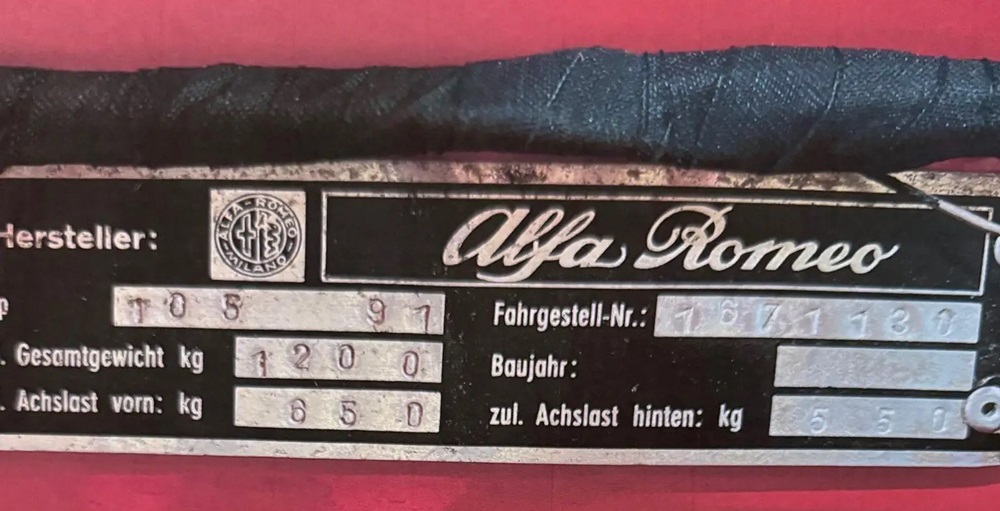 Hersteller:
ALFA-ROMEO
MILANO
Alfa Romeo
p
105 91
Fahrgestell-Nr.:
1671130
. Gesamtgewicht kg
1200
Baujahr:
. Achslast vorn: kg
650
zul. Achslast hinten: kg
550